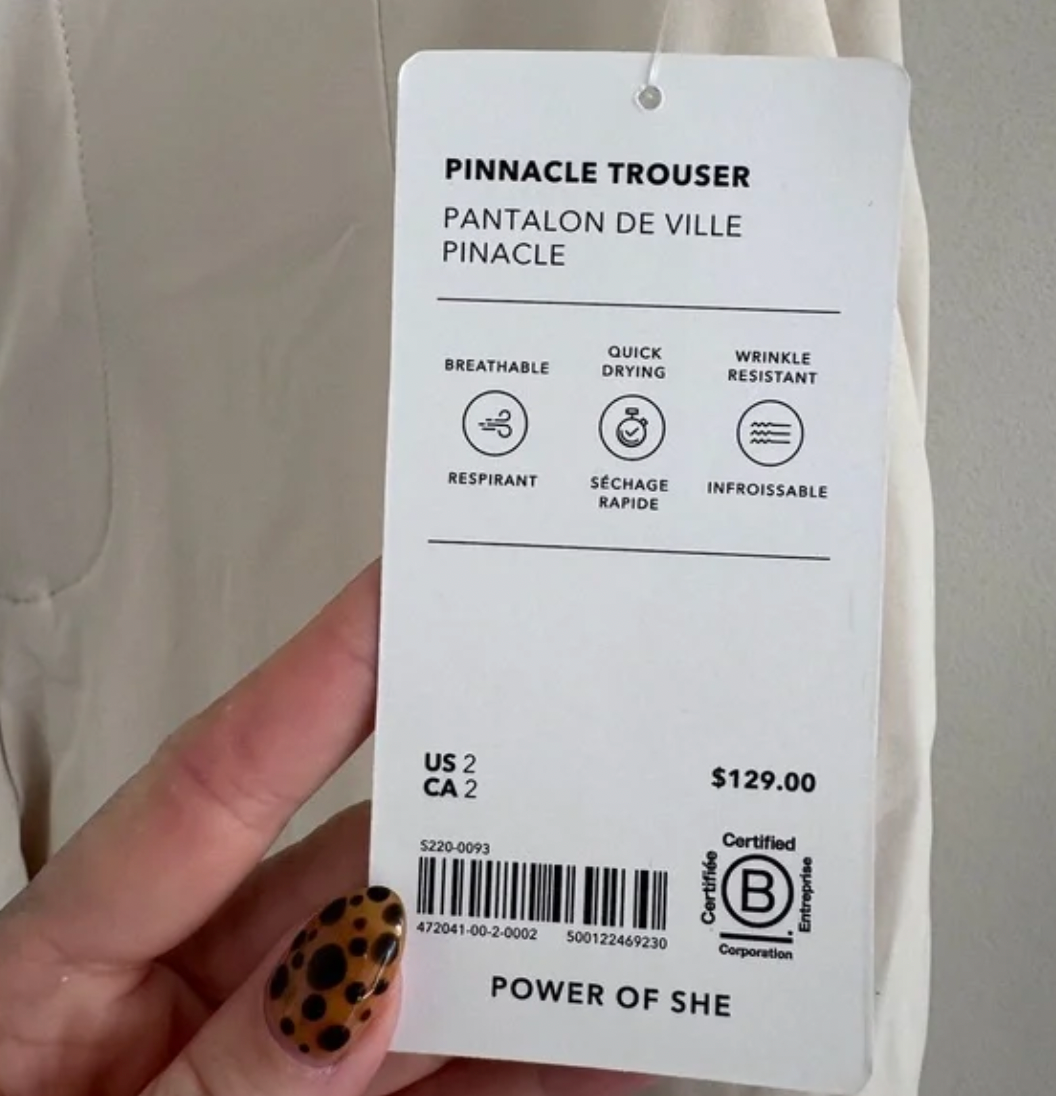 PINNACLE TROUSER
PANTALON DE VILLE
PINACLE
BREATHABLE
RESPIRANT
QUICK
DRYING
SÉCHAGE
RAPIDE
WRINKLE
RESISTANT
INFROISSABLE
US 2
CA 2
$129.00
S220-0093
472041-00-2-0002 500122469230
Certified
Certifiée
B
Entreprise
Corporation
POWER OF SHE